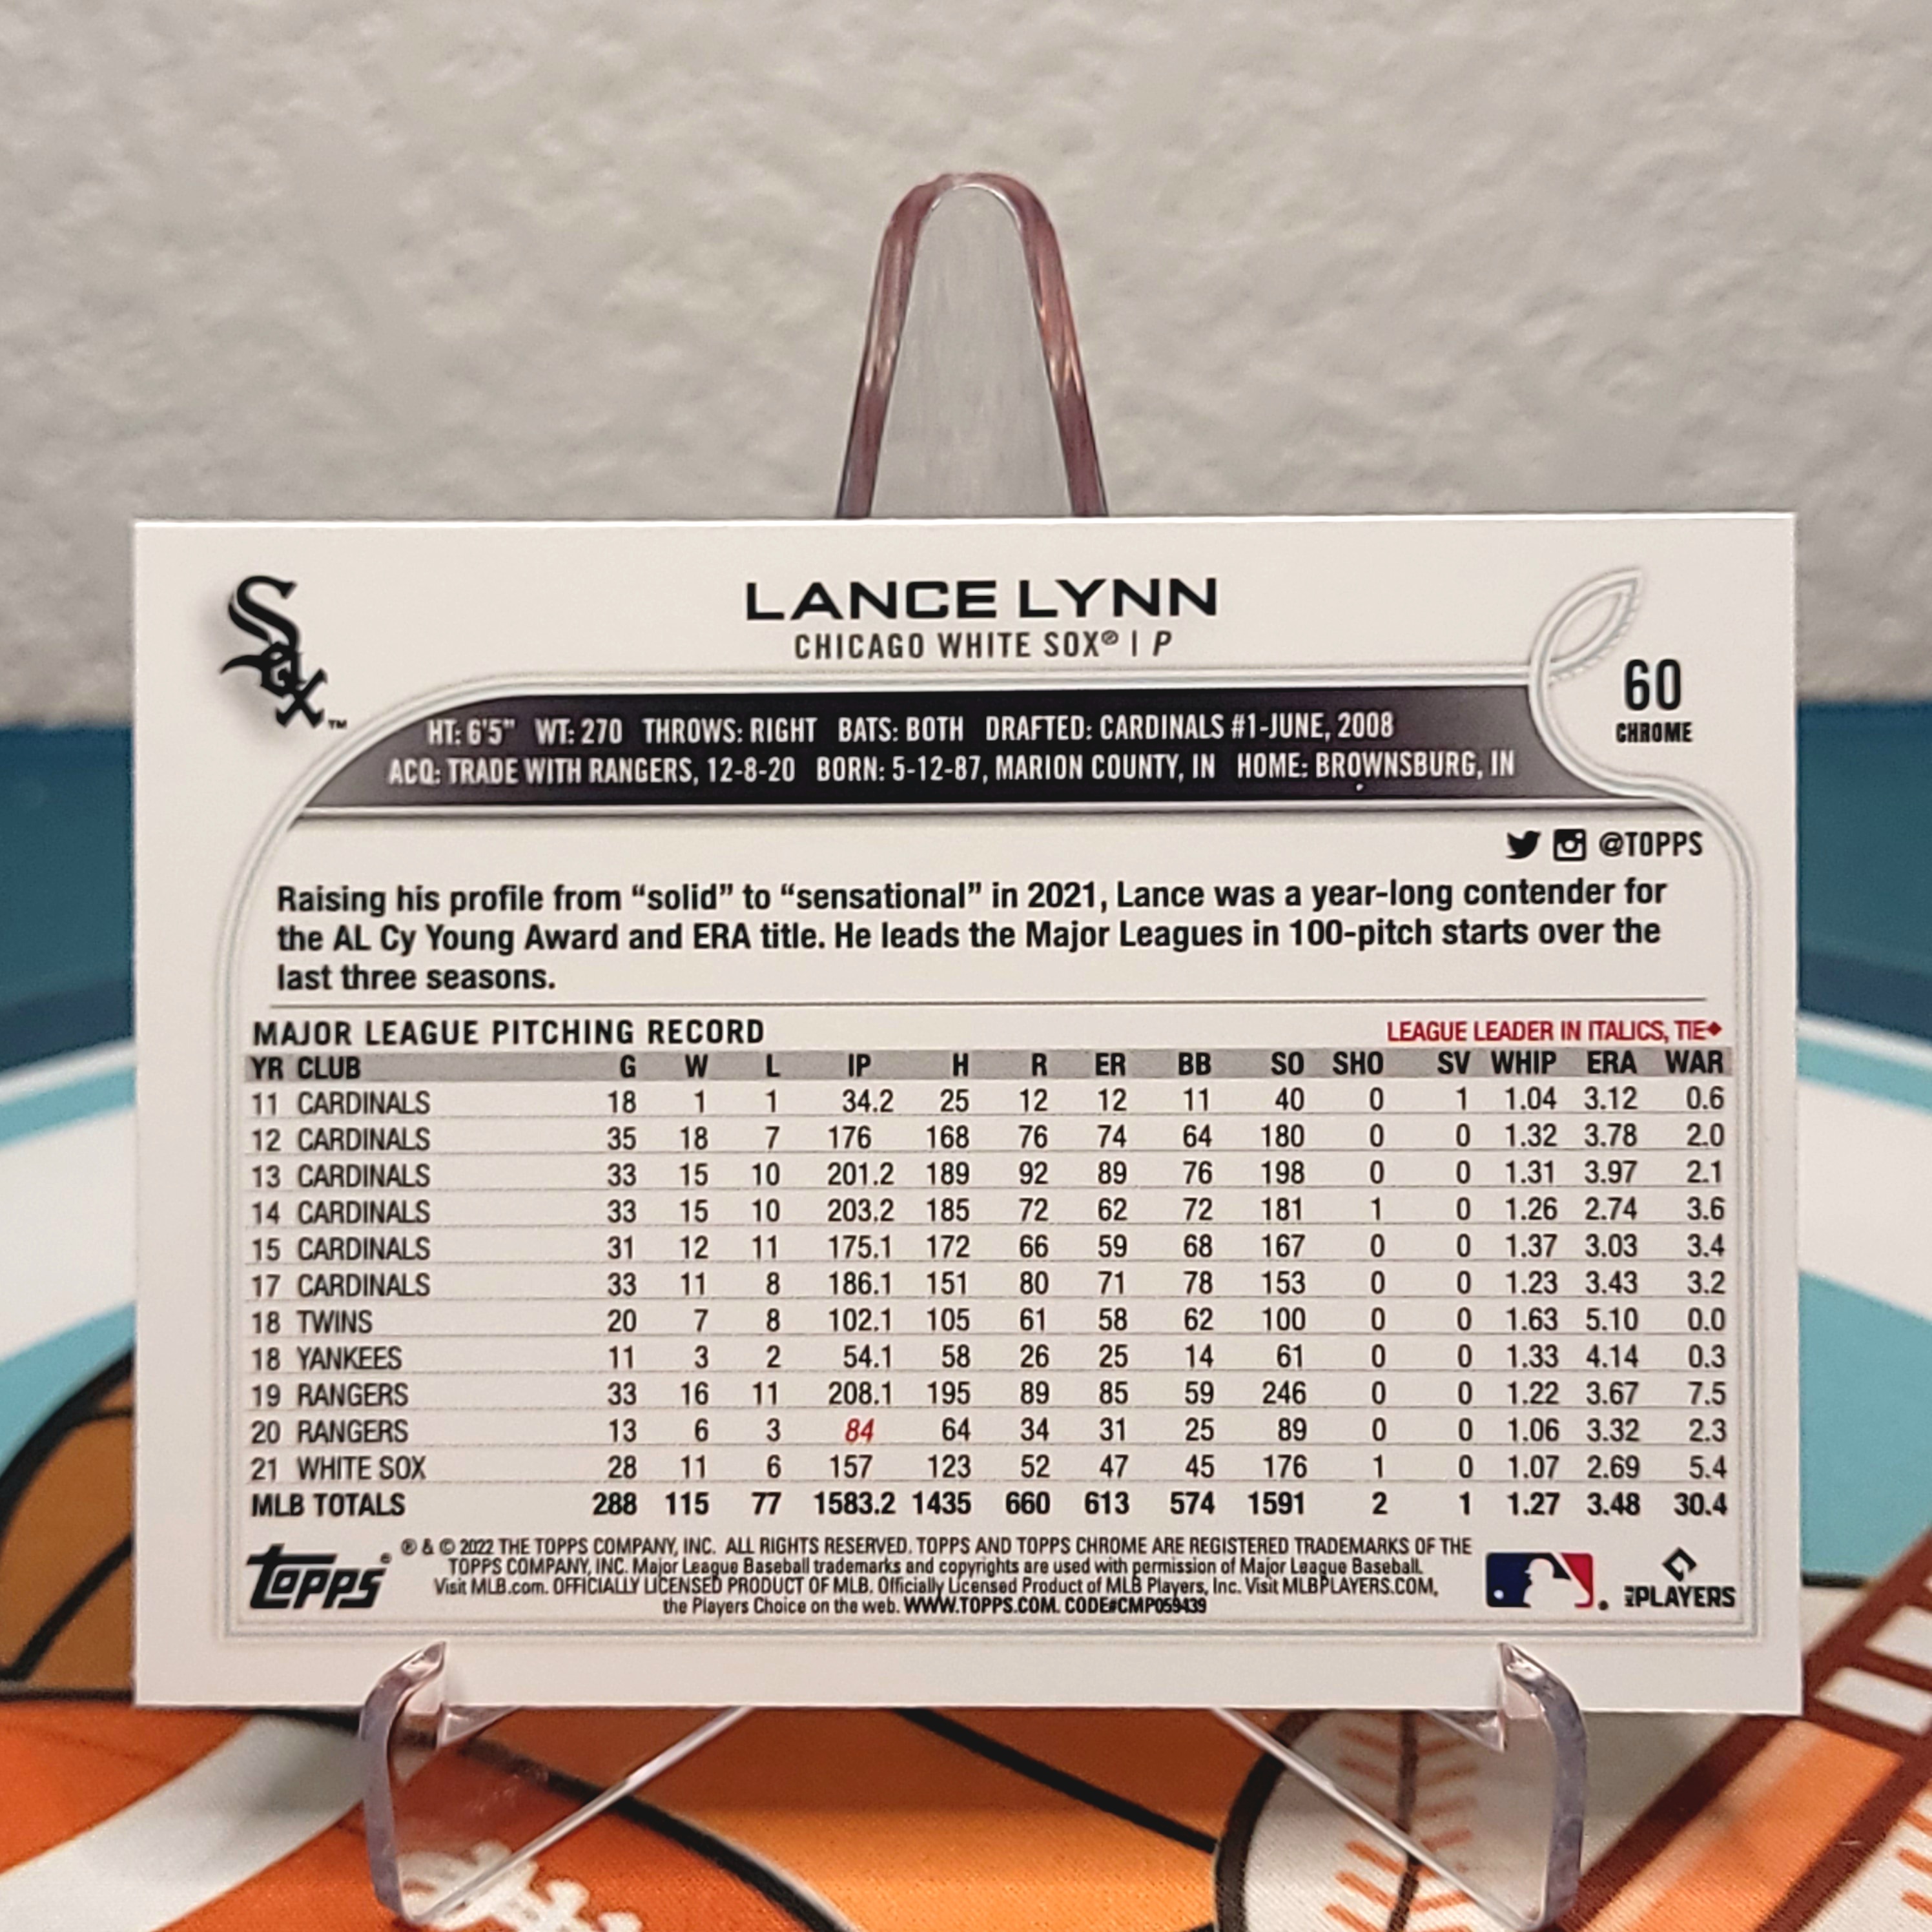 Sox™
LANCE LYNN
CHICAGO WHITE SOX® | P
60
CHROME
HT: 6'5" WT: 270 THROWS: RIGHT BATS: BOTH DRAFTED: CARDINALS #1-JUNE, 2008
ACQ: TRADE WITH RANGERS, 12-8-20 BORN: 5-12-87, MARION COUNTY, IN HOME: BROWNSBURG, IN
@TOPPS
Raising his profile from “solid” to “sensational” in 2021, Lance was a year-long contender for
the AL Cy Young Award and ERA title. He leads the Major Leagues in 100-pitch starts over the
last three seasons.
MAJOR LEAGUE PITCHING RECORD LEAGUE LEADER IN ITALICS, TIE◆
YR CLUB G W L IP H R ER BB SO SHO SV WHIP ERA WAR
11 CARDINALS 18 1 1 34.2 25 12 12 11 40 0 1 1.04 3.12 0.6
12 CARDINALS 35 18 7 176 168 76 74 64 180 0 0 1.32 3.78 2.0
13 CARDINALS 33 15 10 201.2 189 92 89 76 198 0 0 1.31 3.97 2.1
14 CARDINALS 33 15 10 203.2 185 72 62 72 181 1 0 1.26 2.74 3.6
15 CARDINALS 31 12 11 175.1 172 66 59 68 167 0 0 1.37 3.03 3.4
17 CARDINALS 33 11 8 186.1 151 80 71 78 153 0 0 1.23 3.43 3.2
18 TWINS 20 7 8 102.1 105 61 58 62 100 0 0 1.63 5.10 0.0
18 YANKEES 11 3 2 54.1 58 26 25 14 61 0 0 1.33 4.14 0.3
19 RANGERS 33 16 11 208.1 195 89 85 59 246 0 0 1.22 3.67 7.5
20 RANGERS 13 6 3 84 64 34 31 25 89 0 0 1.06 3.32 2.3
21 WHITE SOX 28 11 6 157 123 52 47 45 176 1 0 1.07 2.69 5.4
MLB TOTALS 288 115 77 1583.2 1435 660 613 574 1591 2 1 1.27 3.48 30.4
topps®
® & © 2022 THE TOPPS COMPANY, INC. ALL RIGHTS RESERVED. TOPPS AND TOPPS CHROME ARE REGISTERED TRADEMARKS OF THE
TOPPS COMPANY, INC. Major League Baseball trademarks and copyrights are used with permission of Major League Baseball.
Visit MLB.com. OFFICIALLY LICENSED PRODUCT OF MLB. Officially Licensed Product of MLB Players, Inc. Visit MLBPLAYERS.COM,
the Players Choice on the web. WWW.TOPPS.COM. CODE#CMP059439
MLB PLAYERS